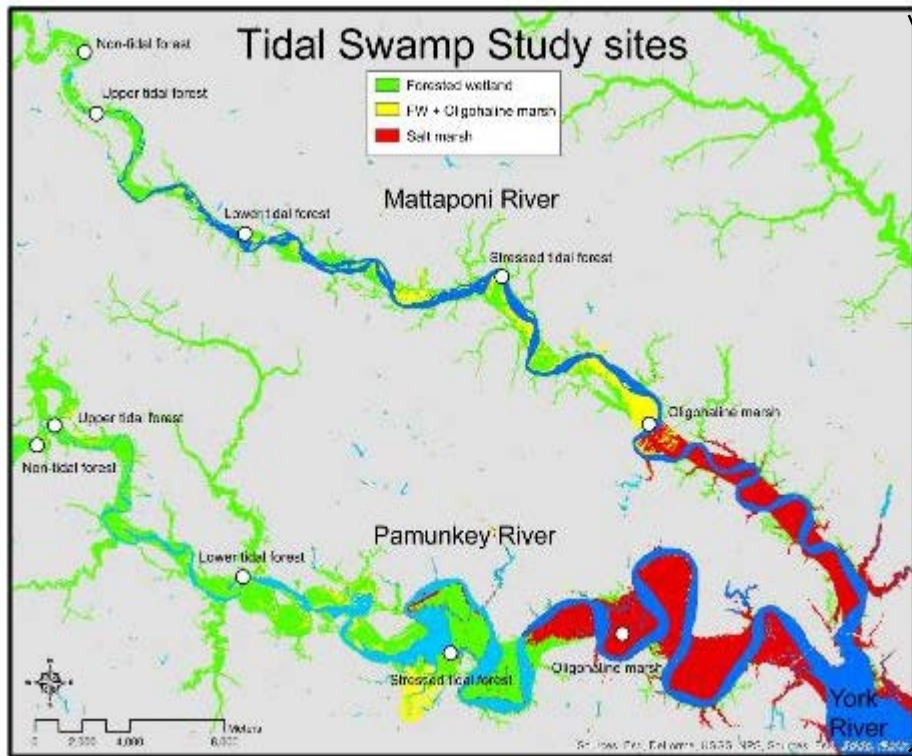 Tidal Swamp Study sites
Non-tidal forest
Upper tidal forest
Forested wetland
FW + Oligohaline marsh
Salt marsh
Mattaponi River
Lower tidal forest
Stressed tidal forest
Oligohaline marsh
Upper tidal forest
Non-tidal forest
Pamunkey River
Lower tidal forest
Oligohaline marsh
Stressed tidal forest
York
River
Meters
0 2,000 4,000 8,000